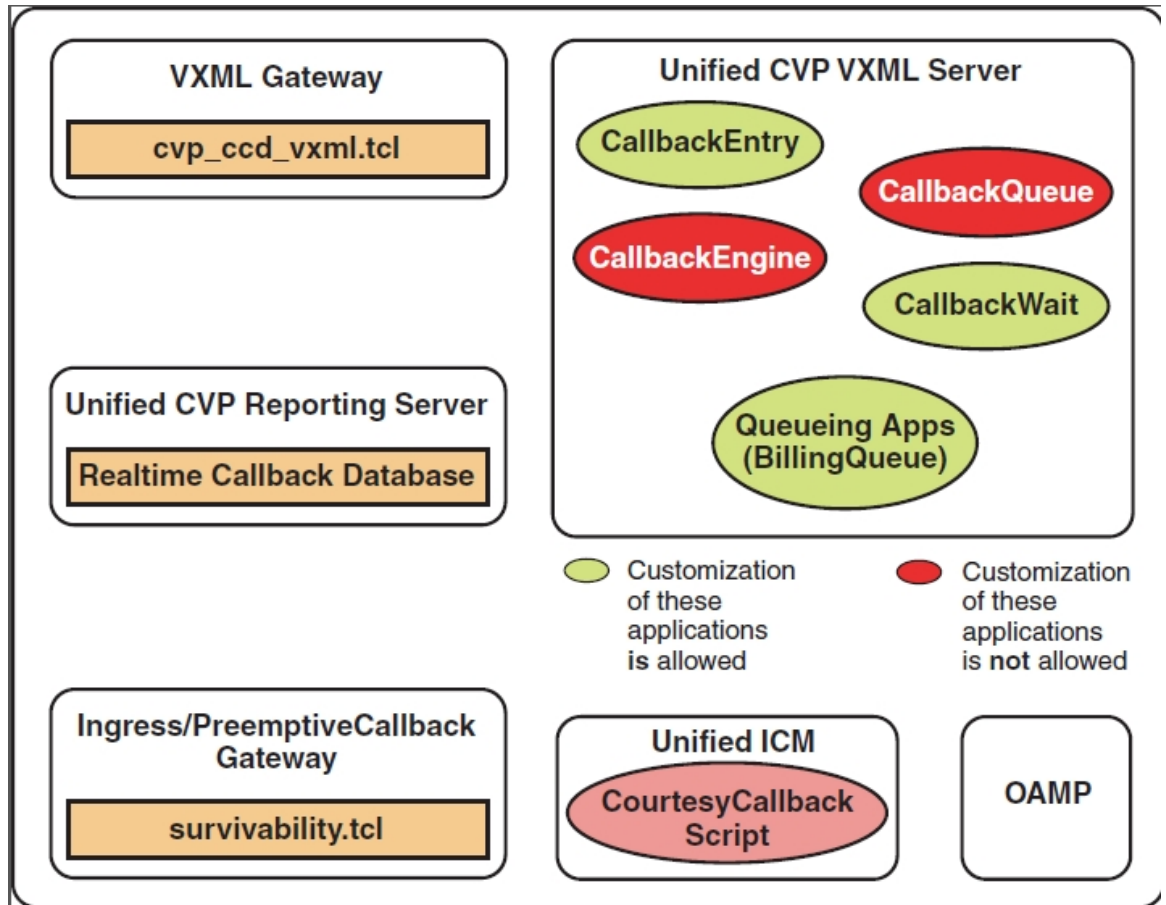 VXML Gateway
cvp_ccd_vxml.tcl
Unified CVP VXML Server
CallbackEntry
CallbackQueue
CallbackEngine
CallbackWait
Queueing Apps
(BillingQueue)
Unified CVP Reporting Server
Realtime Callback Database
Customization
of these
applications
is allowed
Customization
of these
applications
is not allowed
Ingress/PreemptiveCallback
Gateway
survivability.tcl
Unified ICM
CourtesyCallback
Script
OAMP